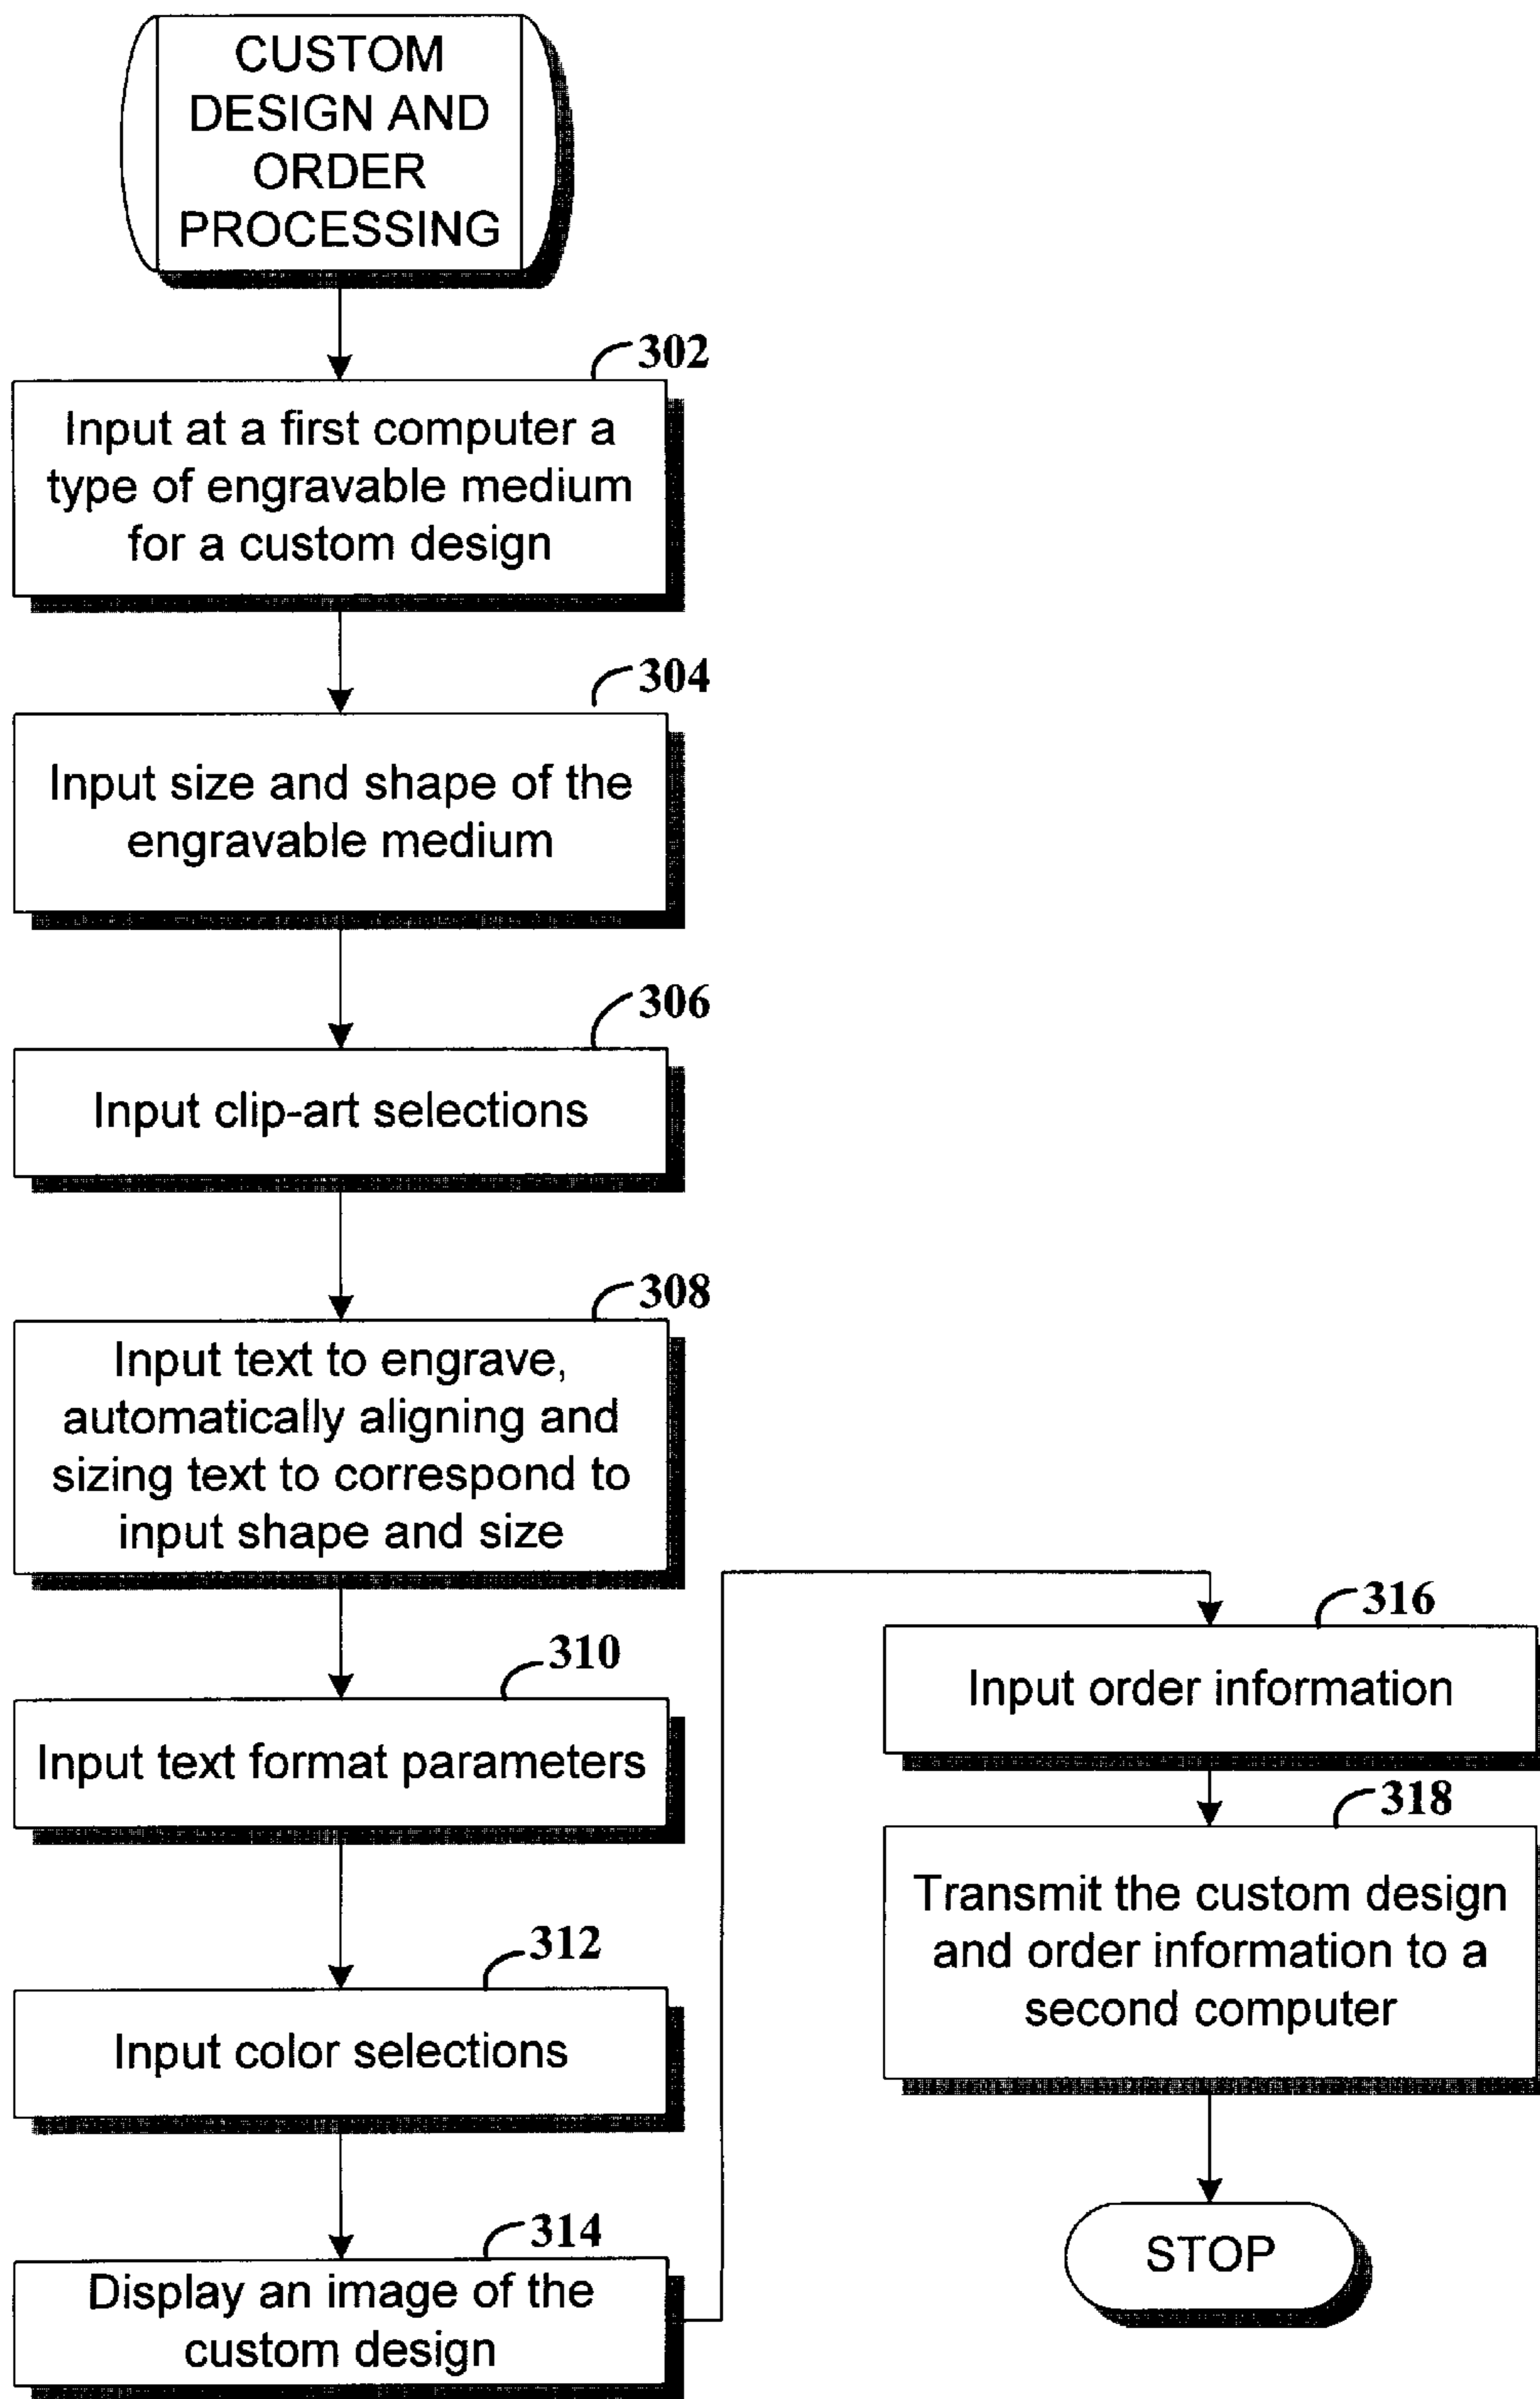 CUSTOM
DESIGN AND
ORDER
PROCESSING
302
Input at a first computer a
type of engravable medium
for a custom design
304
Input size and shape of the
engravable medium
306
Input clip-art selections
308
Input text to engrave,
automatically aligning and
sizing text to correspond to
input shape and size
310
Input text format parameters
312
Input color selections
314
Display an image of the
custom design
316
Input order information
318
Transmit the custom design
and order information to a
second computer
STOP